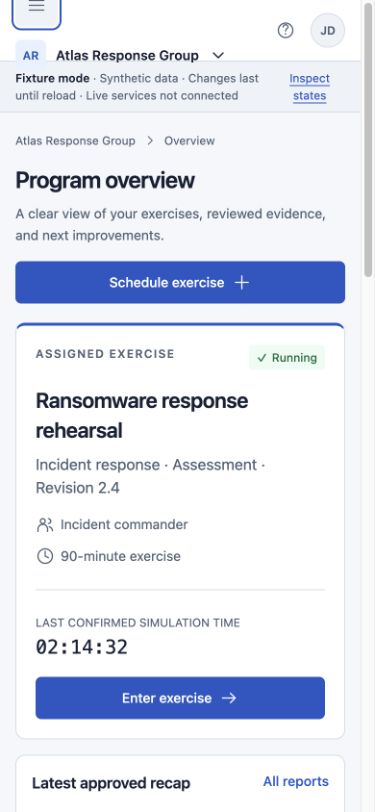 JD
AR Atlas Response Group
Fixture mode · Synthetic data · Changes last
until reload · Live services not connected
Inspect
states
Atlas Response Group > Overview
Program overview
A clear view of your exercises, reviewed evidence,
and next improvements.
Schedule exercise +
ASSIGNED EXERCISE
Running
Ransomware response
rehearsal
Incident response · Assessment ·
Revision 2.4
Incident commander
90-minute exercise
LAST CONFIRMED SIMULATION TIME
02:14:32
Enter exercise →
Latest approved recap
All reports